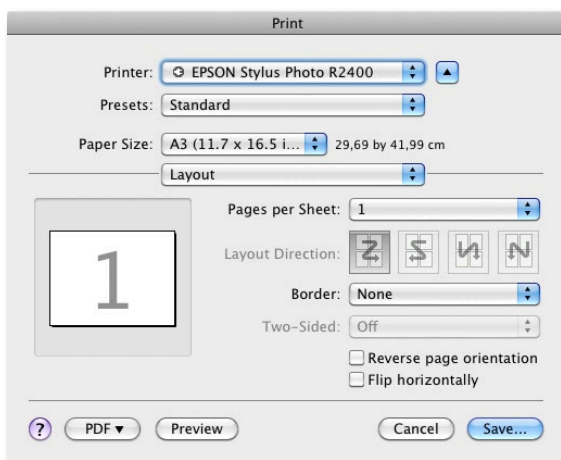 Print
Printer: EPSON Stylus Photo R2400
Presets: Standard
Paper Size: A3 (11.7 x 16.5 i... 29,69 by 41,99 cm
Layout
Pages per Sheet: 1
Layout Direction:
Border: None
Two-Sided: Off
Reverse page orientation
Flip horizontally
1
? PDF ▼ Preview Cancel Save...